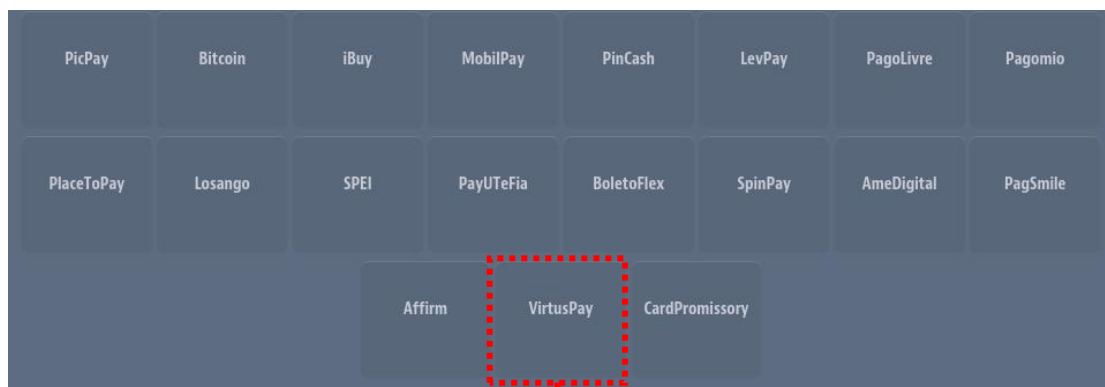 PicPay Bitcoin iBuy MobilPay PinCash LevPay PagoLivre Pagomio
PlaceToPay Losango SPEI PayUTeFia BoletoFlex SpinPay AmeDigital PagSmile
Affirm VirtusPay CardPromissory